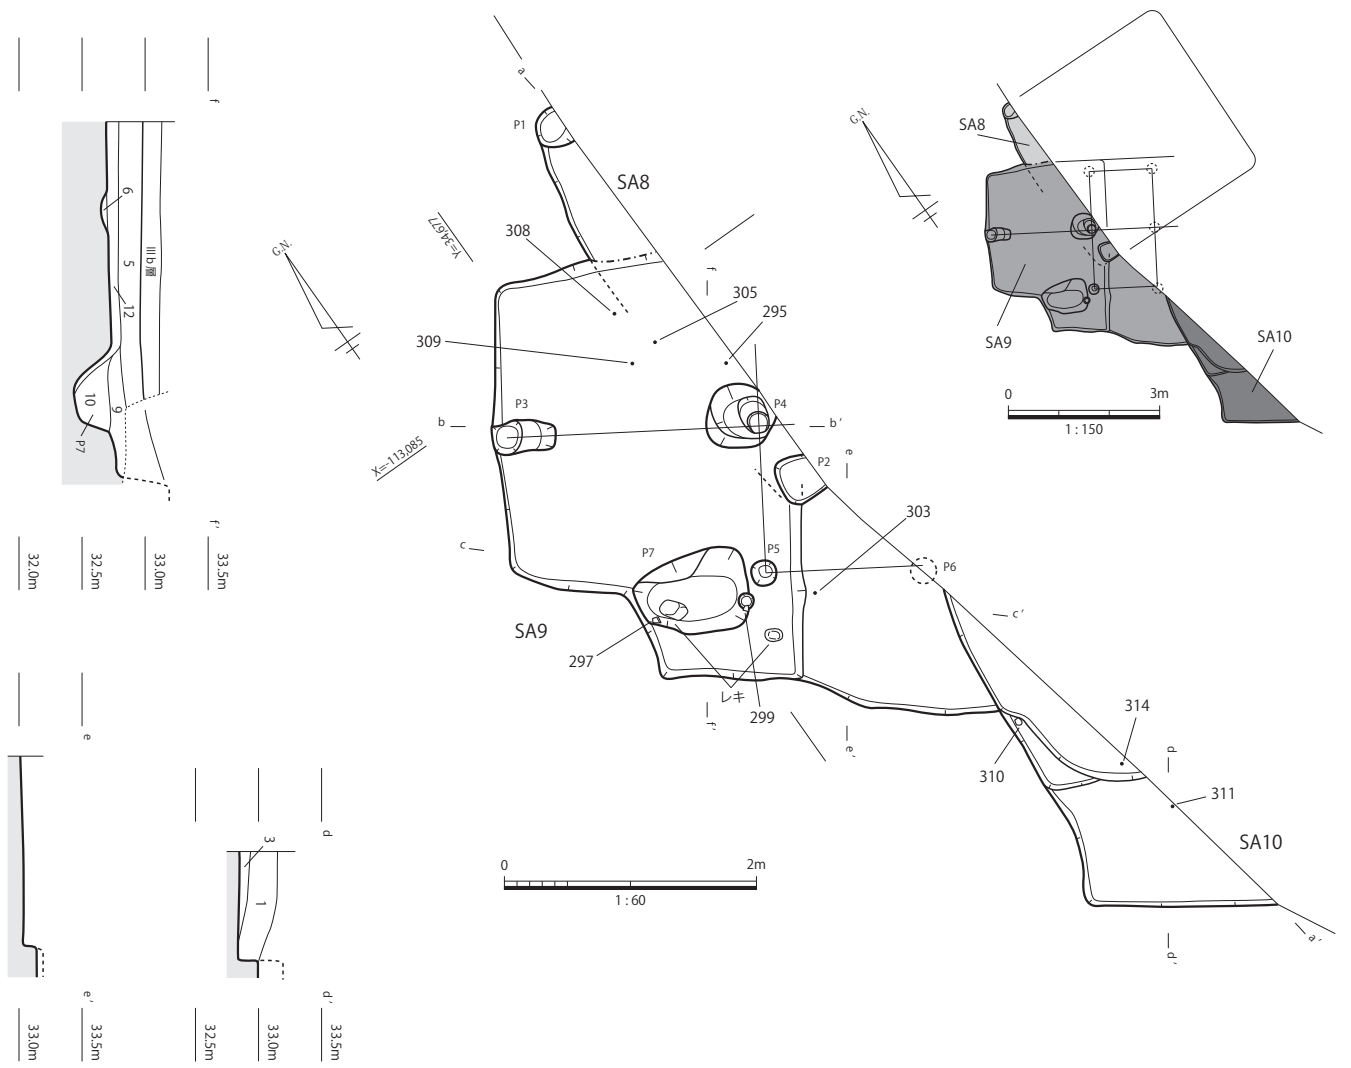 f
6
5
Ⅲb層
12
10
9
P7
f′
32.0m
32.5m
33.0m
33.5m
e
e′
33.0m
33.5m
d
3
1
d′
32.5m
33.0m
33.5m
a
P1
SA8
Y=34,677
308
G.N.
f
305
295
309
P3
P4
b
b′
X=-113,085
P2
e
303
c
P7
P5
P6
c′
SA9
297
レキ
299
f′
e′
310
314
d
311
SA10
d′
a′
0
2m
1 : 60
G.N.
SA8
SA9
SA10
0
3m
1 : 150